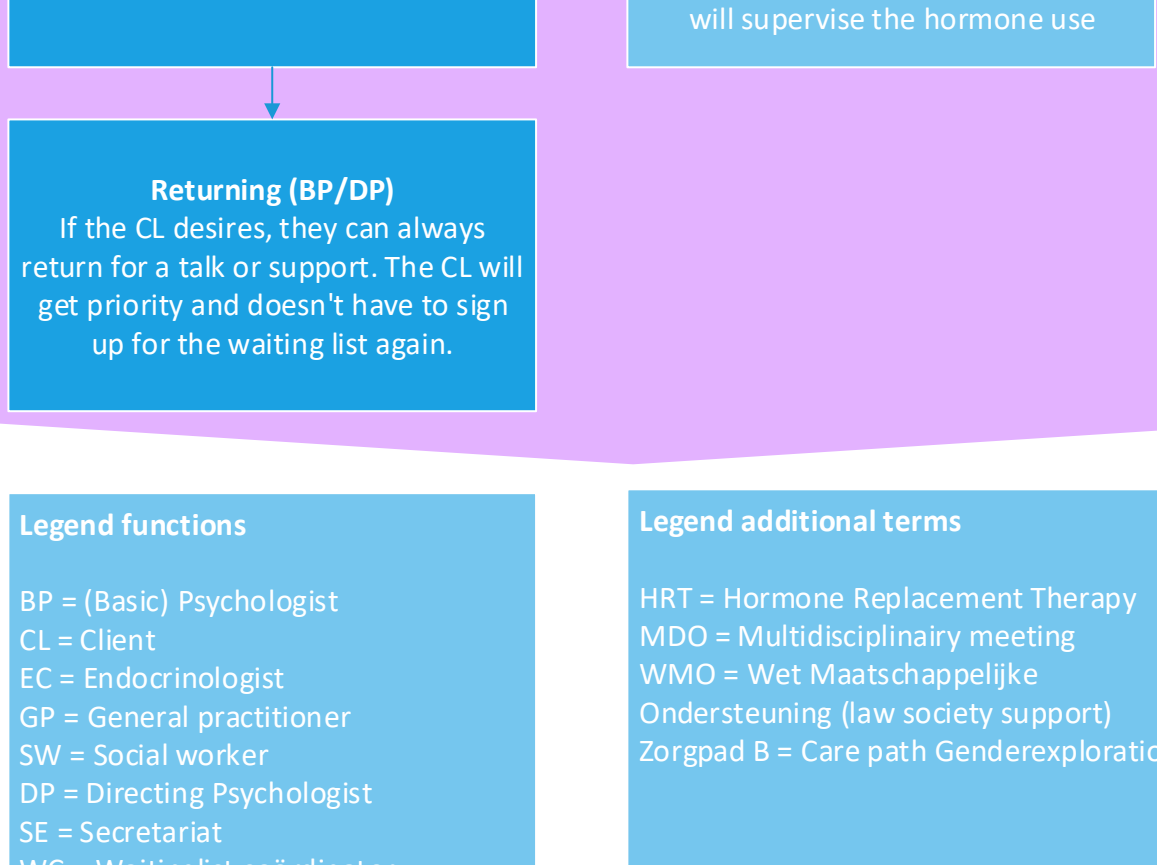 will supervise the hormone use
Returning (BP/DP)
If the CL desires, they can always
return for a talk or support. The CL will
get priority and doesn't have to sign
up for the waiting list again.
Legend functions
BP = (Basic) Psychologist
CL = Client
EC = Endocrinologist
GP = General practitioner
SW = Social worker
DP = Directing Psychologist
SE = Secretariat
Legend additional terms
HRT = Hormone Replacement Therapy
MDO = Multidisciplinairy meeting
WMO = Wet Maatschappelijke
Ondersteuning (law society support)
Zorgpad B = Care path Genderexploratio